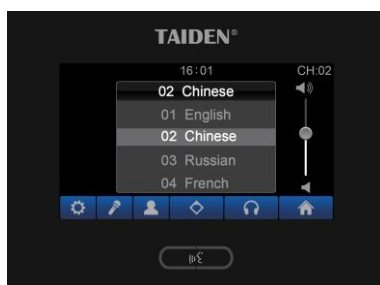 TAIDEN®
16:01 CH:02
02 Chinese
01 English
02 Chinese
03 Russian
04 French